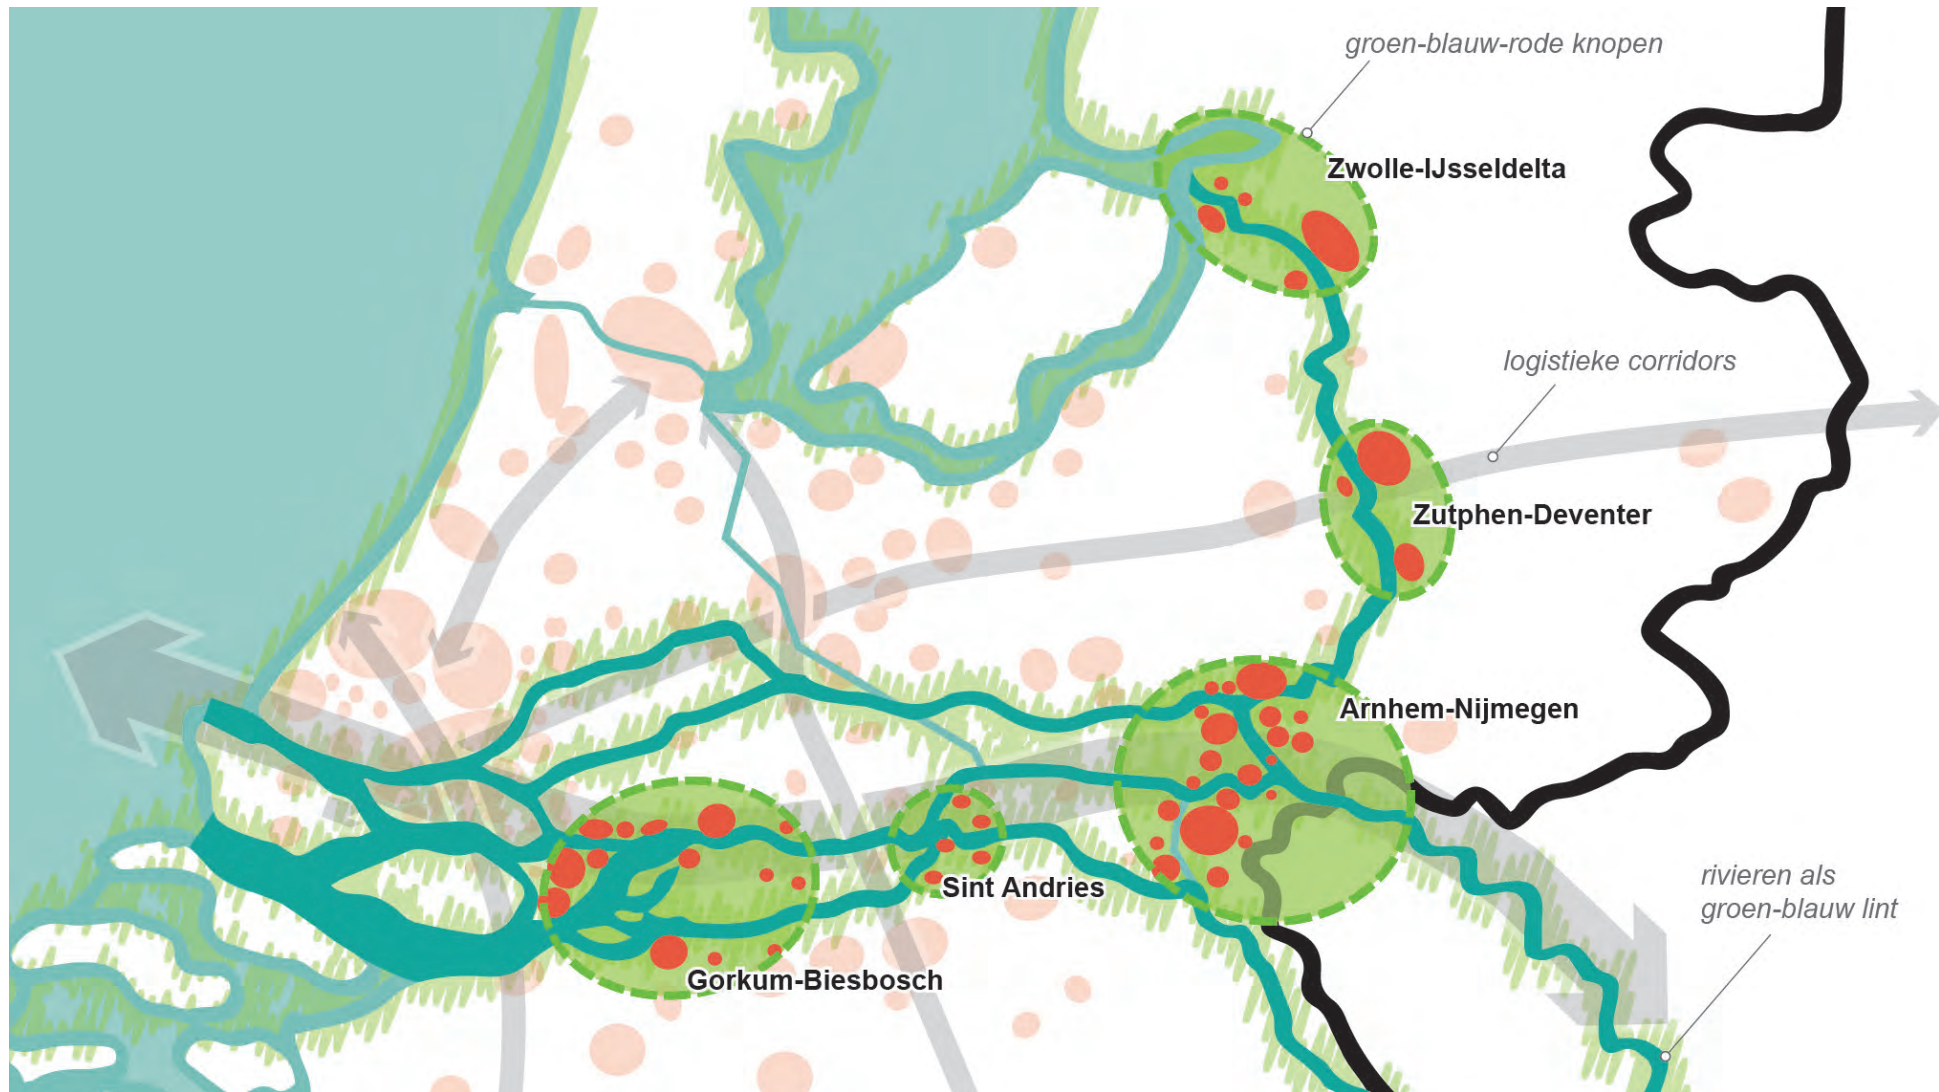 groen-blauw-rode knopen
Zwolle-IJsseldelta
logistieke corridors
Zutphen-Deventer
Arnhem-Nijmegen
Sint Andries
rivieren als
groen-blauw lint
Gorkum-Biesbosch